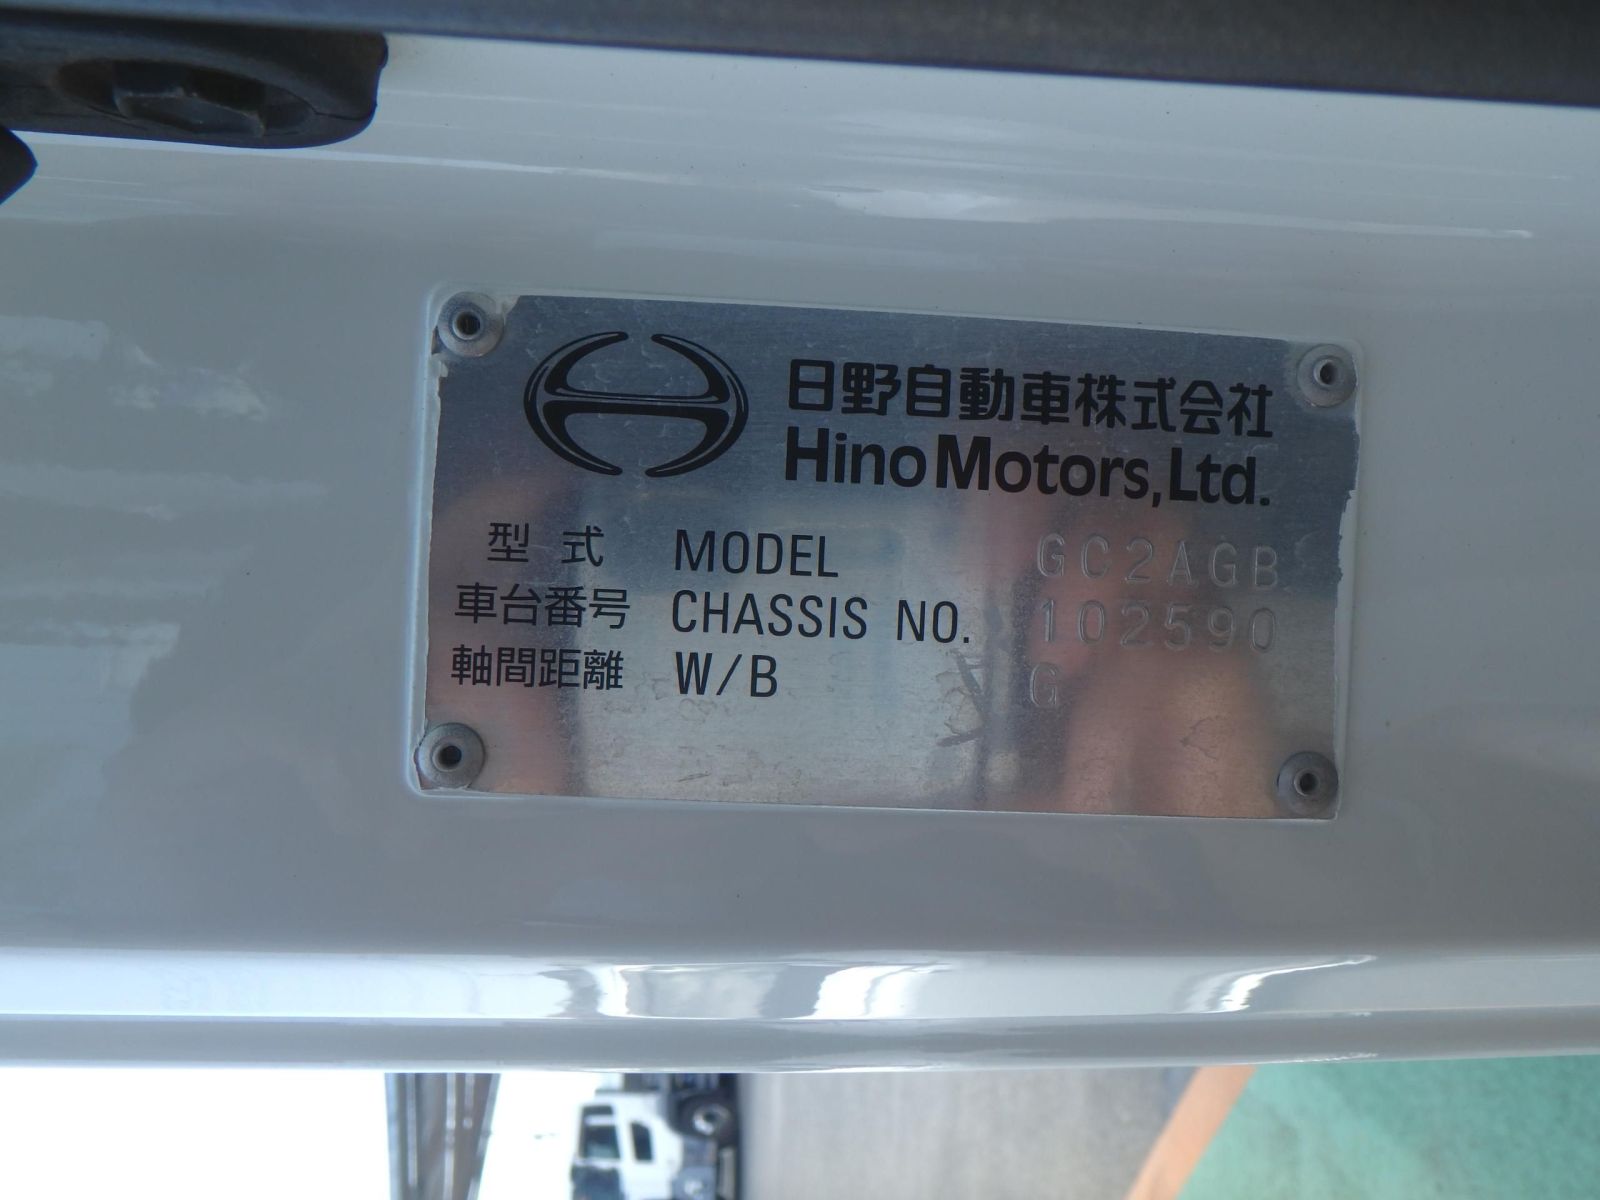 日野自動車株式会社
Hino Motors, Ltd.
型式 MODEL GC2AGB
車台番号 CHASSIS NO. 102590
軸間距離 W/B G